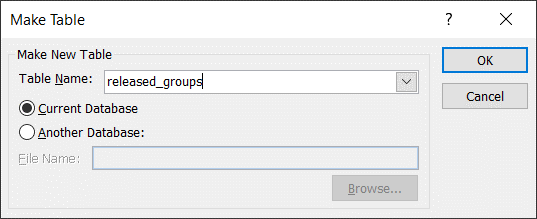 Make Table
?
Make New Table
Table Name:
released_groups
Current Database
Another Database:
File Name:
Browse...
OK
Cancel